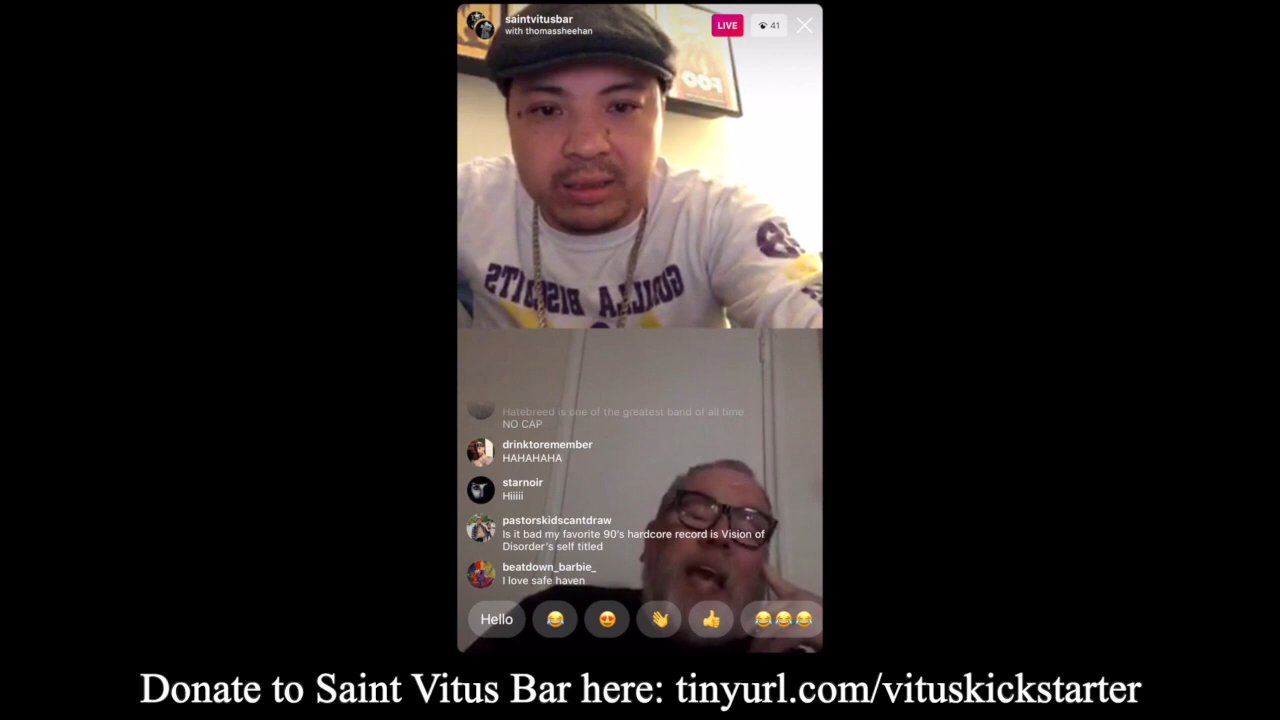 saintvitusbar
with thomassheehan
LIVE
41
FOO
GORILLA BISCUITS
Hatebreed is one of the greatest band of all time
NO CAP
drinktoremember
HAHAHAHA
starnoir
Hiiiii
pastorskidscantdraw
Is it bad my favorite 90's hardcore record is Vision of
Disorder's self titled
beatdown_barbie_
I love safe haven
Hello
Donate to Saint Vitus Bar here: tinyurl.com/vituskickstarter